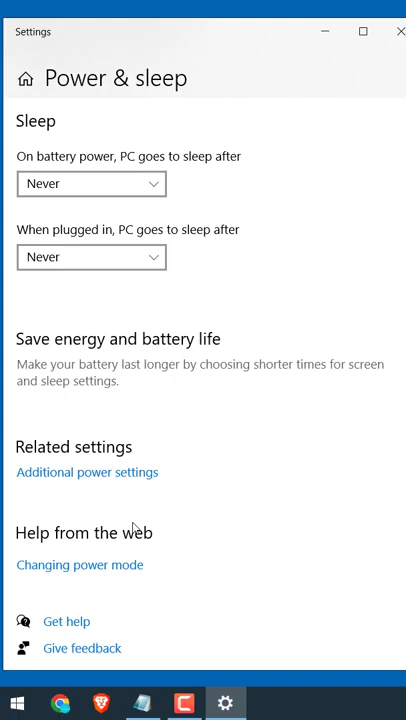 Settings
Power & sleep
Sleep
On battery power, PC goes to sleep after
Never
When plugged in, PC goes to sleep after
Never
Save energy and battery life
Make your battery last longer by choosing shorter times for screen
and sleep settings.
Related settings
Additional power settings
Help from the web
Changing power mode
Get help
Give feedback